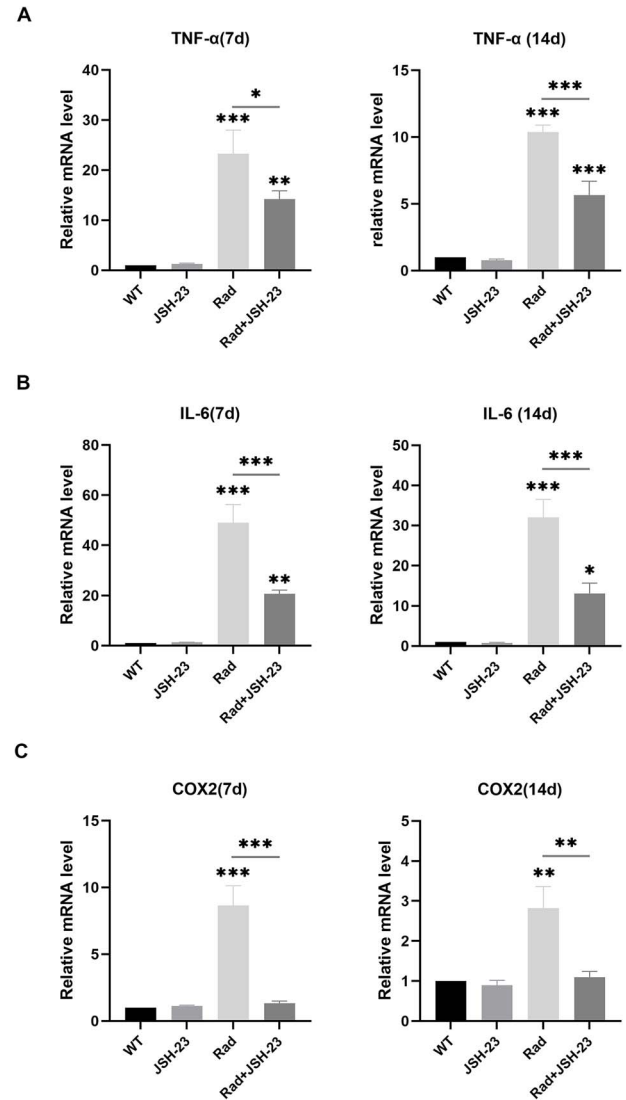 A
TNF-α(7d)
Relative mRNA level
40
30
20
10
0
***
*
**
WT
JSH-23
Rad
Rad+JSH-23
TNF-α (14d)
relative mRNA level
15
10
5
0
***
***
***
WT
JSH-23
Rad
Rad+JSH-23
B
IL-6(7d)
Relative mRNA level
80
60
40
20
0
***
***
**
WT
JSH-23
Rad
Rad+JSH-23
IL-6 (14d)
Relative mRNA level
50
40
30
20
10
0
***
***
*
WT
JSH-23
Rad
Rad+JSH-23
C
COX2(7d)
Relative mRNA level
15
10
5
0
***
***
WT
JSH-23
Rad
Rad+JSH-23
COX2(14d)
Relative mRNA level
5
4
3
2
1
0
**
**
WT
JSH-23
Rad
Rad+JSH-23